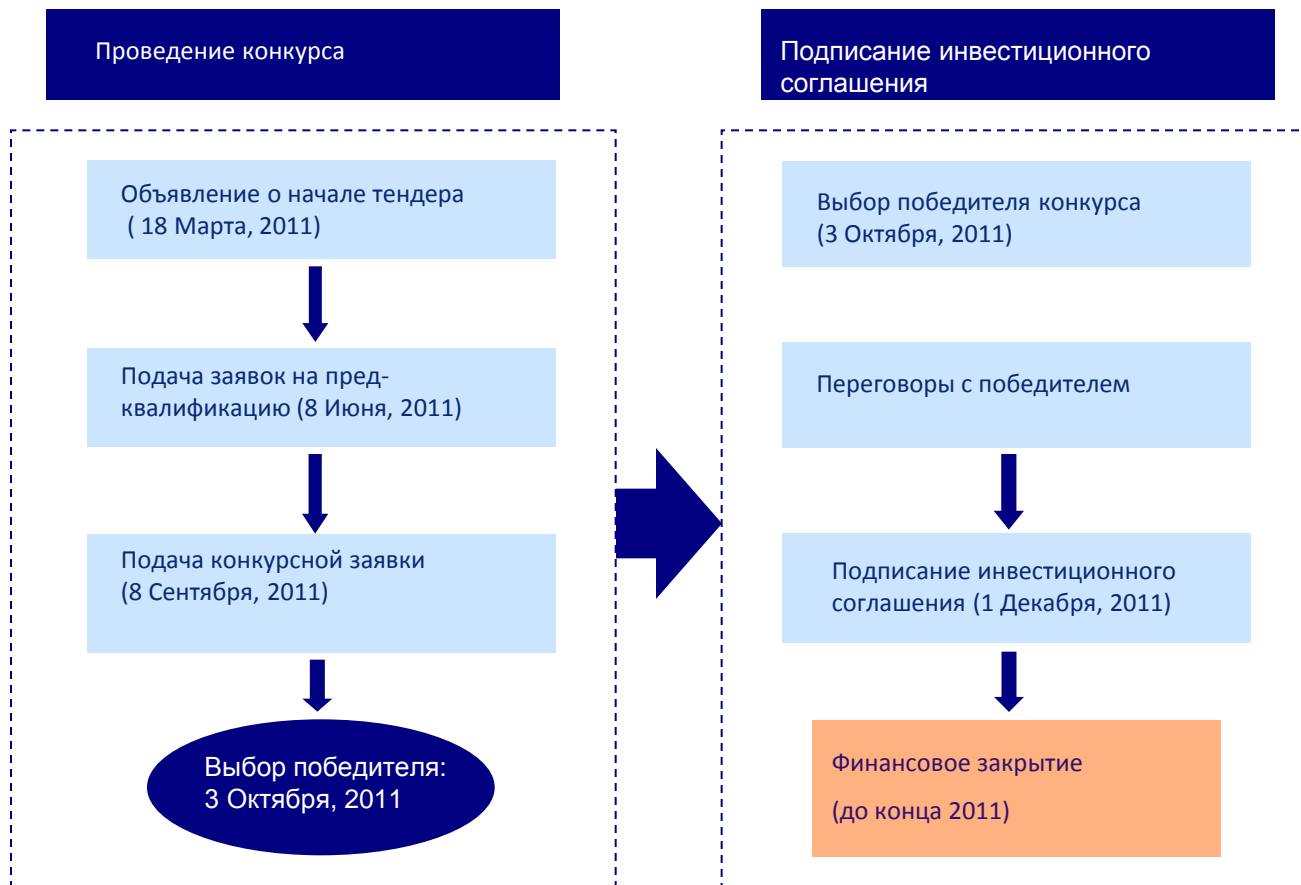 Проведение конкурса
Объявление о начале тендера
( 18 Марта, 2011)
Подача заявок на пред-
квалификацию (8 Июня, 2011)
Подача конкурсной заявки
(8 Сентября, 2011)
Выбор победителя:
3 Октября, 2011
Подписание инвестиционного
соглашения
Выбор победителя конкурса
(3 Октября, 2011)
Переговоры с победителем
Подписание инвестиционного
соглашения (1 Декабря, 2011)
Финансовое закрытие
(до конца 2011)